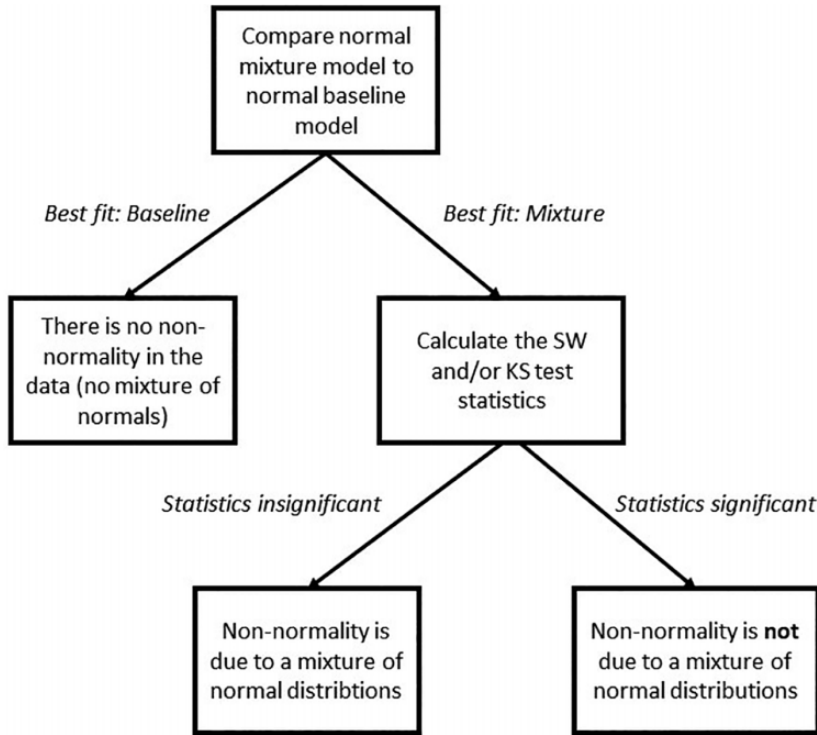 Compare normal
mixture model to
normal baseline
model
Best fit: Baseline
Best fit: Mixture
There is no non-
normality in the
data (no mixture of
normals)
Calculate the SW
and/or KS test
statistics
Statistics insignificant
Statistics significant
Non-normality is
due to a mixture of
normal distribtions
Non-normality is not
due to a mixture of
normal distributions